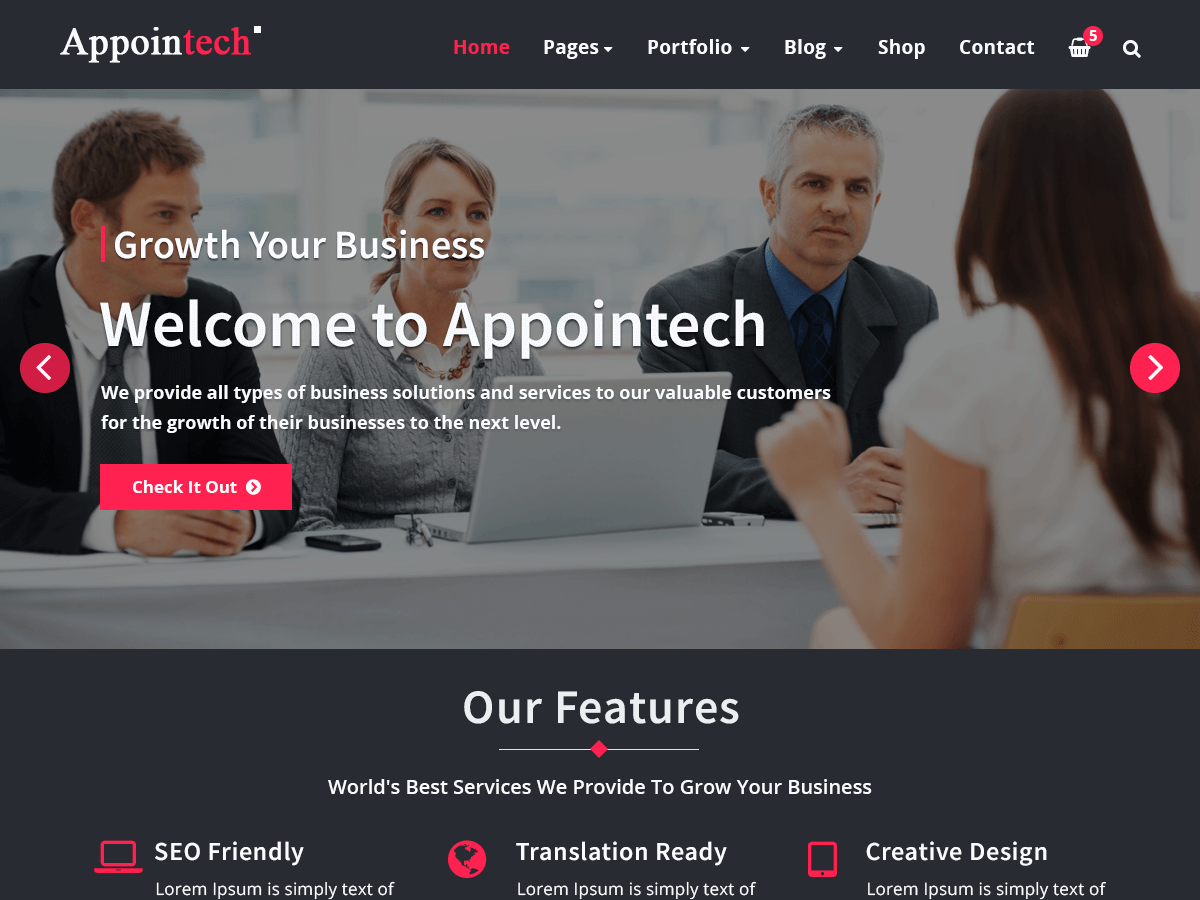 Appointech
Home Pages Portfolio Blog Shop Contact 5
Growth Your Business
Welcome to Appointech
We provide all types of business solutions and services to our valuable customers
for the growth of their businesses to the next level.
Check It Out
Our Features
World's Best Services We Provide To Grow Your Business
SEO Friendly
Lorem Ipsum is simply text of
Translation Ready
Lorem Ipsum is simply text of
Creative Design
Lorem Ipsum is simply text of